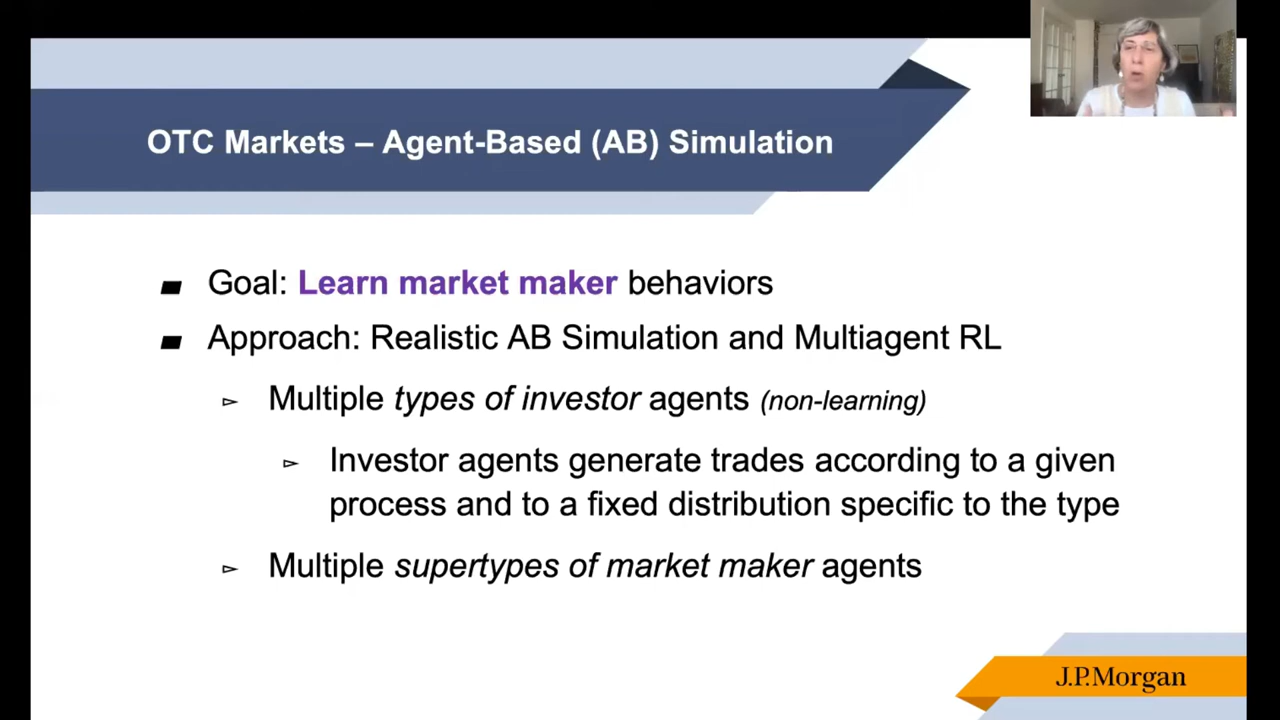 OTC Markets – Agent-Based (AB) Simulation
Goal: Learn market maker behaviors
Approach: Realistic AB Simulation and Multiagent RL
Multiple types of investor agents (non-learning)
Investor agents generate trades according to a given
process and to a fixed distribution specific to the type
Multiple supertypes of market maker agents
J.P.Morgan